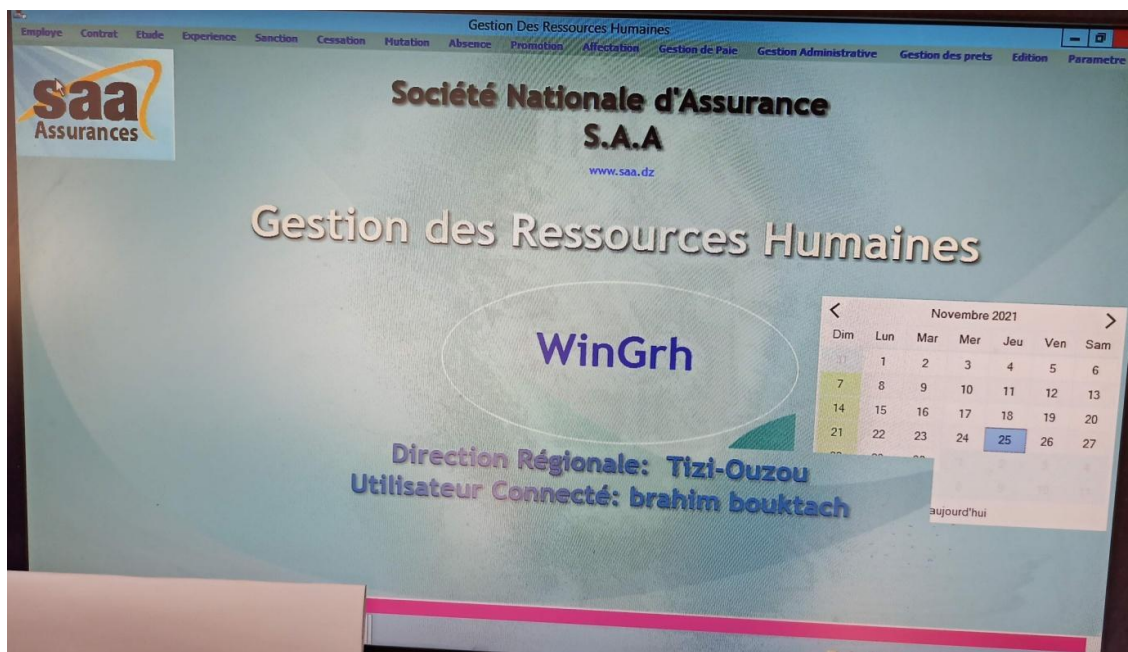 Gestion Des Ressources Humaines
Employe Contrat Etude Experience Sanction Cessation Mutation Absence Promotion Affectation Gestion de Paie Gestion Administrative Gestion des prets Edition Parametre
saa
Assurances
Société Nationale d'Assurance
S.A.A
www.saa.dz
Gestion des Ressources Humaines
WinGrh
Novembre 2021
Dim Lun Mar Mer Jeu Ven Sam
1 2 3 4 5 6
7 8 9 10 11 12 13
14 15 16 17 18 19 20
21 22 23 24 25 26 27
aujourd'hui
Direction Régionale: Tizi-Ouzou
Utilisateur Connecté: brahim bouktach